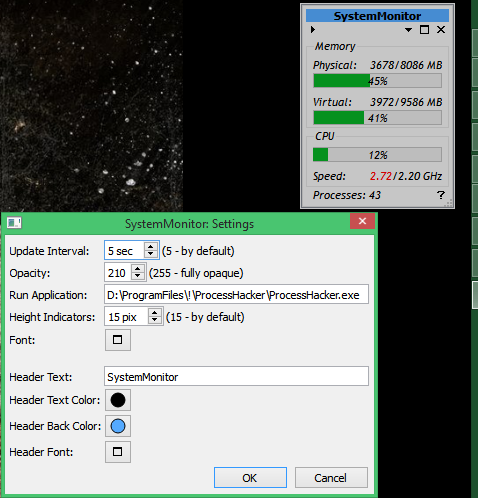 SystemMonitor
Memory
Physical: 3678/8086 MB
45%
Virtual: 3972/9586 MB
41%
CPU
12%
Speed: 2.72/2.20 GHz
Processes: 43 ?
SystemMonitor: Settings
Update Interval: 5 sec (5 - by default)
Opacity: 210 (255 - fully opaque)
Run Application: D:\ProgramFiles\!\ProcessHacker\ProcessHacker.exe
Height Indicators: 15 pix (15 - by default)
Font:
Header Text: SystemMonitor
Header Text Color:
Header Back Color:
Header Font:
OK Cancel